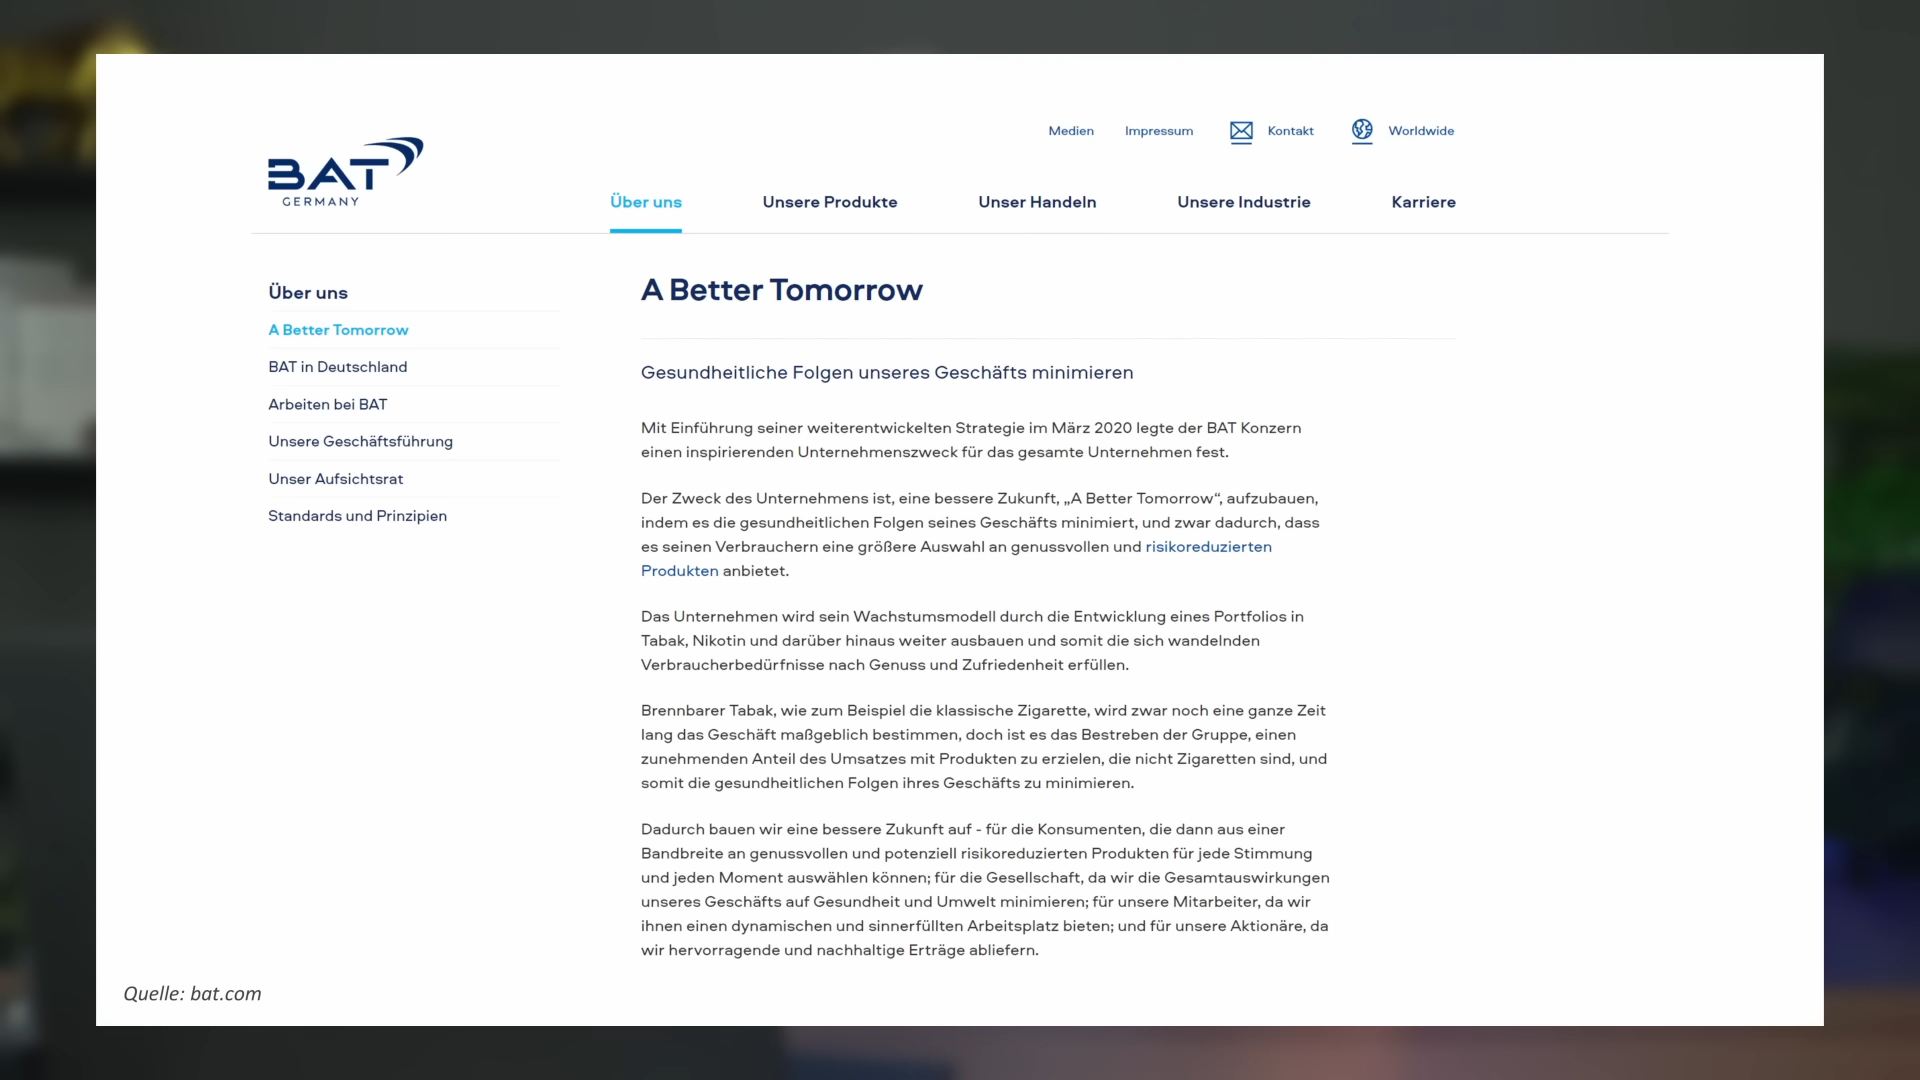 Medien Impressum Kontakt Worldwide
BAT
GERMANY
Über uns Unsere Produkte Unser Handeln Unsere Industrie Karriere
Über uns
A Better Tomorrow
BAT in Deutschland
Arbeiten bei BAT
Unsere Geschäftsführung
Unser Aufsichtsrat
Standards und Prinzipien
A Better Tomorrow
Gesundheitliche Folgen unseres Geschäfts minimieren
Mit Einführung seiner weiterentwickelten Strategie im März 2020 legte der BAT Konzern
einen inspirierenden Unternehmenszweck für das gesamte Unternehmen fest.
Der Zweck des Unternehmens ist, eine bessere Zukunft, „A Better Tomorrow“, aufzubauen,
indem es die gesundheitlichen Folgen seines Geschäfts minimiert, und zwar dadurch, dass
es seinen Verbrauchern eine größere Auswahl an genussvollen und risikoreduzierten
Produkten anbietet.
Das Unternehmen wird sein Wachstumsmodell durch die Entwicklung eines Portfolios in
Tabak, Nikotin und darüber hinaus weiter ausbauen und somit die sich wandelnden
Verbraucherbedürfnisse nach Genuss und Zufriedenheit erfüllen.
Brennbarer Tabak, wie zum Beispiel die klassische Zigarette, wird zwar noch eine ganze Zeit
lang das Geschäft maßgeblich bestimmen, doch ist es das Bestreben der Gruppe, einen
zunehmenden Anteil des Umsatzes mit Produkten zu erzielen, die nicht Zigaretten sind, und
somit die gesundheitlichen Folgen ihres Geschäfts zu minimieren.
Dadurch bauen wir eine bessere Zukunft auf - für die Konsumenten, die dann aus einer
Bandbreite an genussvollen und potenziell risikoreduzierten Produkten für jede Stimmung
und jeden Moment auswählen können; für die Gesellschaft, da wir die Gesamtauswirkungen
unseres Geschäfts auf Gesundheit und Umwelt minimieren; für unsere Mitarbeiter, da wir
ihnen einen dynamischen und sinnerfüllten Arbeitsplatz bieten; und für unsere Aktionäre, da
wir hervorragende und nachhaltige Erträge abliefern.
Quelle: bat.com